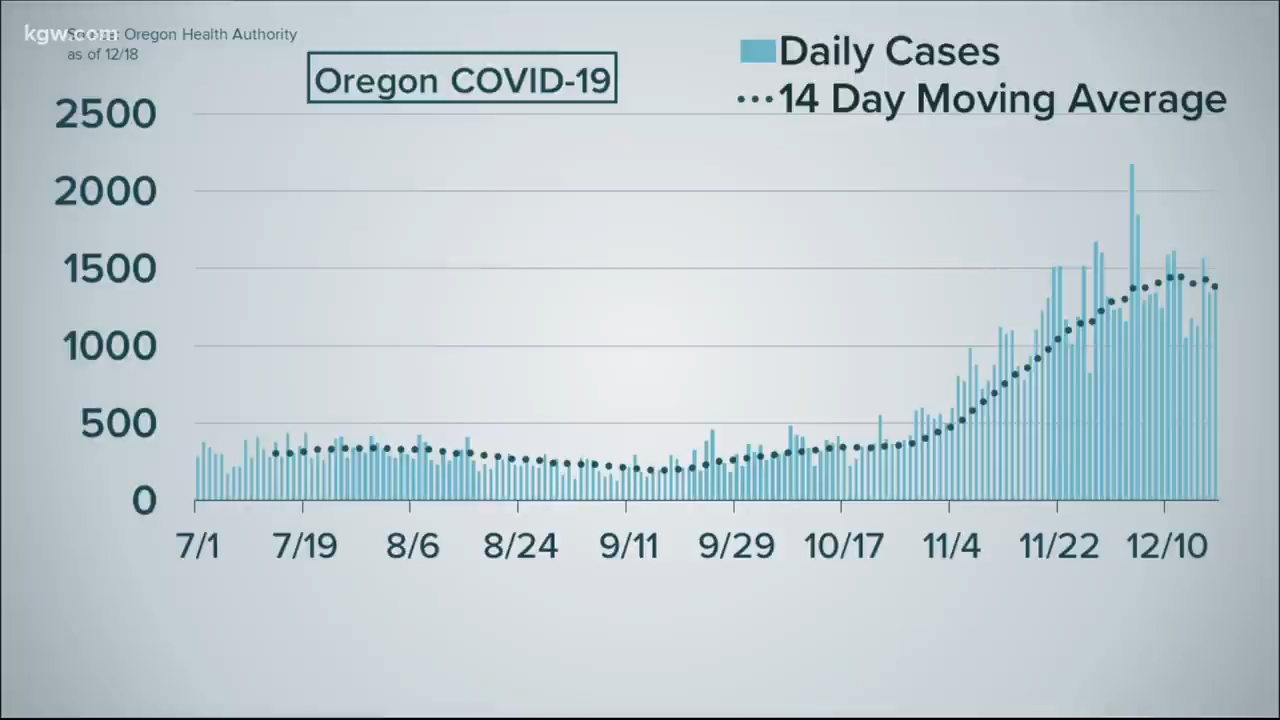 kgw.com
Oregon Health Authority
as of 12/18
Oregon COVID-19
Daily Cases
14 Day Moving Average
2500
2000
1500
1000
500
0
7/1 7/19 8/6 8/24 9/11 9/29 10/17 11/4 11/22 12/10